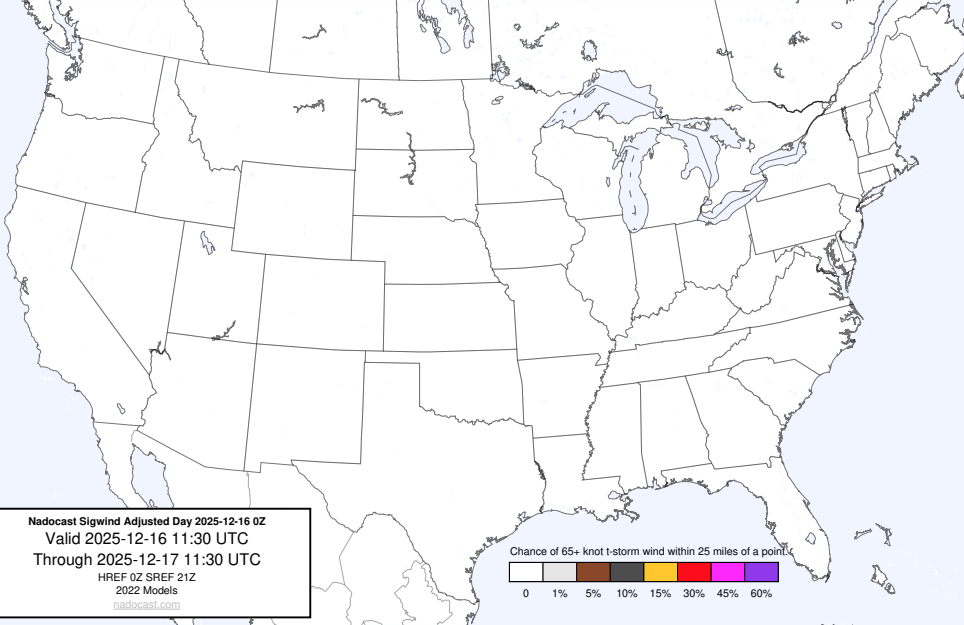 Nadocast Sigwind Adjusted Day 2025-12-16 0Z
Valid 2025-12-16 11:30 UTC
Through 2025-12-17 11:30 UTC
HREF 0Z SREF 21Z
2022 Models
nadocast.com
Chance of 65+ knot t-storm wind within 25 miles of a point.
0 1% 5% 10% 15% 30% 45% 60%